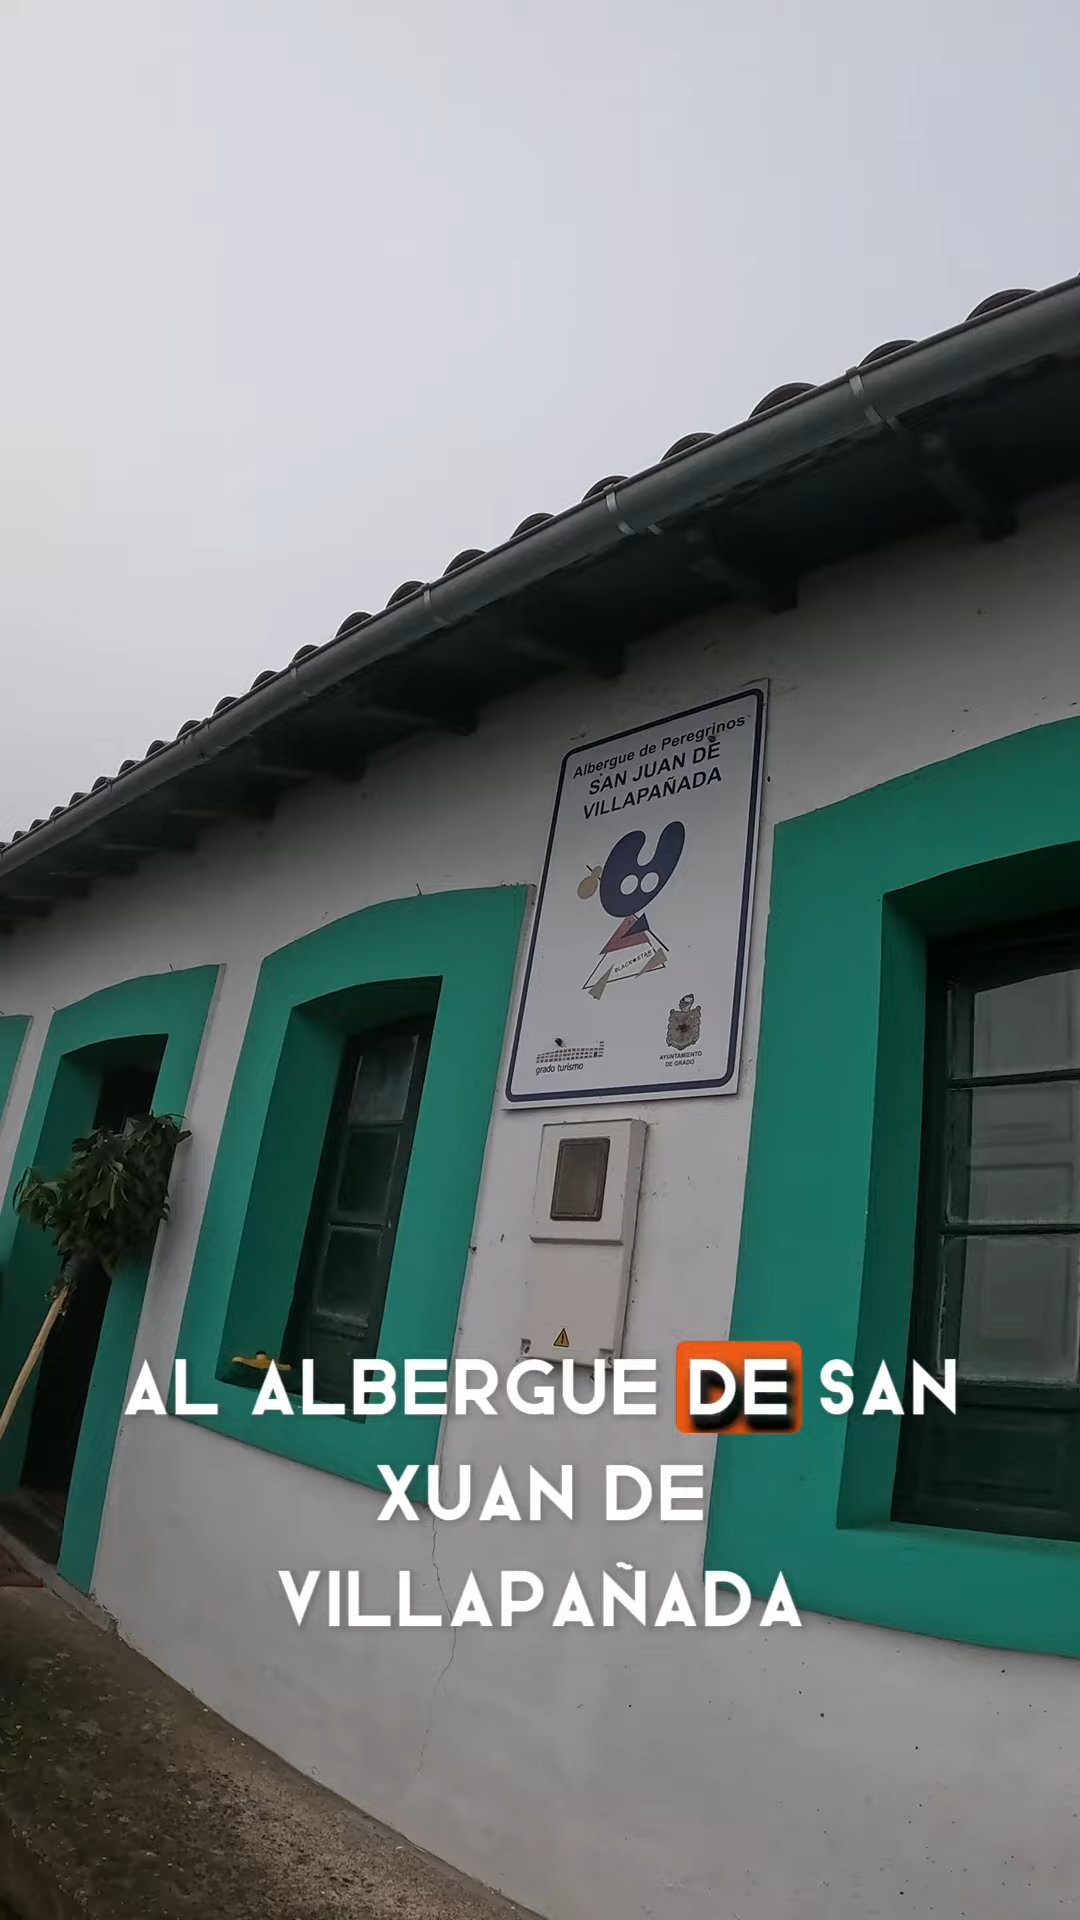 Albergue de Peregrinos
SAN JUAN DE
VILLAPAÑADA
BLACK★STAR
grado turismo
AYUNTAMIENTO
DE GRADO
AL ALBERGUE DE SAN
XUAN DE
VILLAPAÑADA